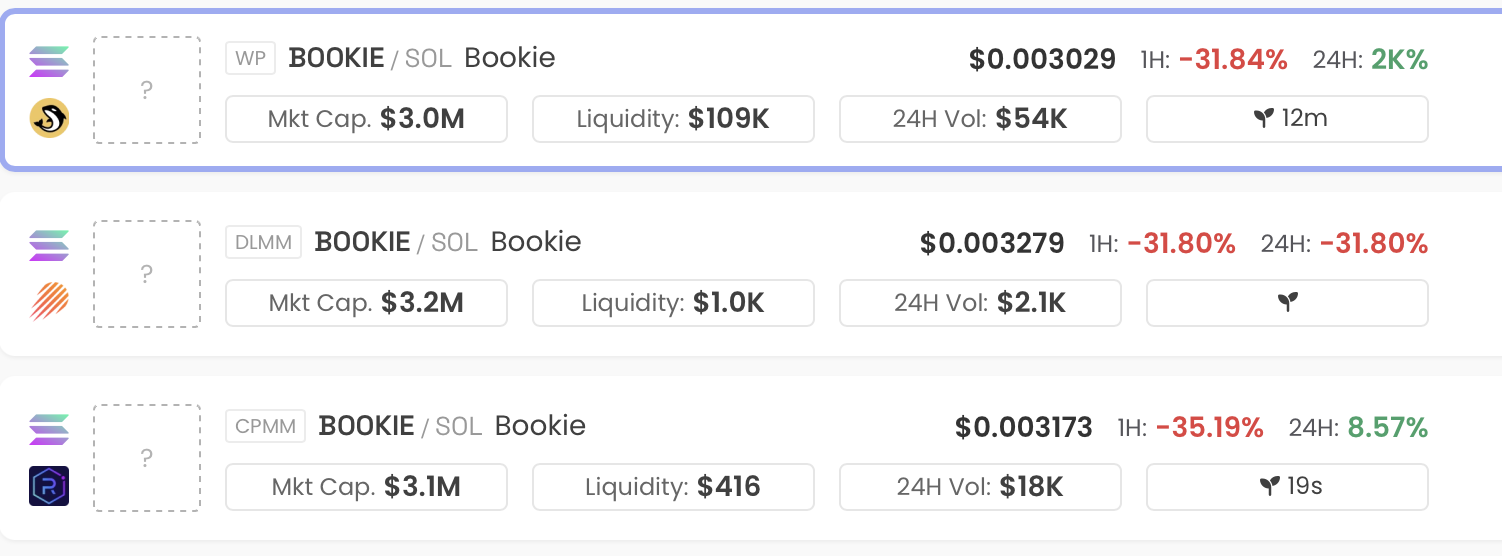 WP BOOKIE / SOL Bookie $0.003029 1H: -31.84% 24H: 2K%
? Mkt Cap. $3.0M Liquidity: $109K 24H Vol: $54K 12m
DLMM BOOKIE / SOL Bookie $0.003279 1H: -31.80% 24H: -31.80%
? Mkt Cap. $3.2M Liquidity: $1.0K 24H Vol: $2.1K
CPMM BOOKIE / SOL Bookie $0.003173 1H: -35.19% 24H: 8.57%
? Mkt Cap. $3.1M Liquidity: $416 24H Vol: $18K 19s